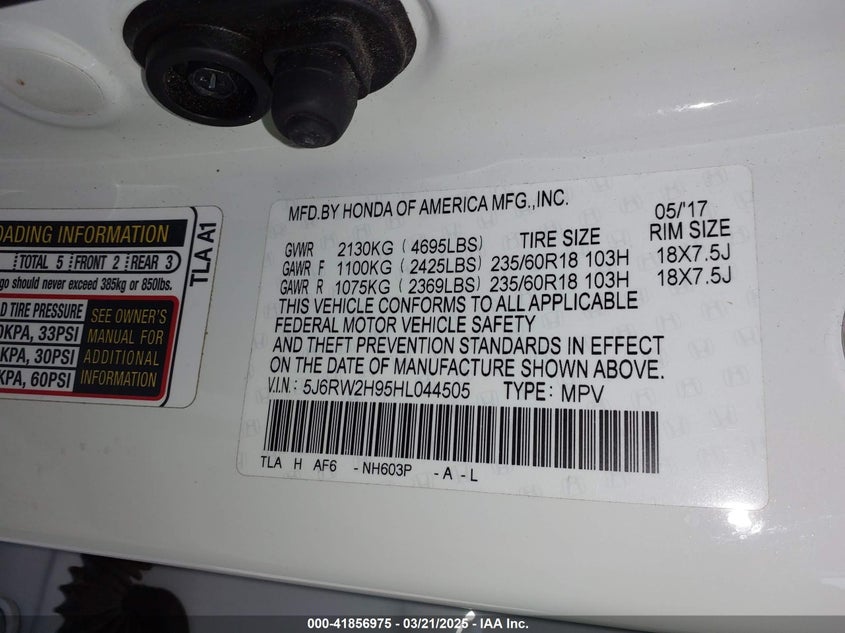 MFD.BY HONDA OF AMERICA MFG.,INC. 05/'17
GVWR 2130KG ( 4695LBS) TIRE SIZE RIM SIZE
GAWR F 1100KG ( 2425LBS) 235/60R18 103H 18X7.5J
GAWR R 1075KG ( 2369LBS) 235/60R18 103H 18X7.5J
THIS VEHICLE CONFORMS TO ALL APPLICABLE
FEDERAL MOTOR VEHICLE SAFETY
AND THEFT PREVENTION STANDARDS IN EFFECT
ON THE DATE OF MANUFACTURE SHOWN ABOVE.
V.I.N.: 5J6RW2H95HL044505 TYPE: MPV
TLA H AF6 -NH603P -A -L
OADING INFORMATION
TOTAL 5 FRONT 2 REAR 3
go should never exceed 385kg or 850lbs.
D TIRE PRESSURE
0KPA, 33PSI
KPA, 30PSI
KPA, 60PSI
SEE OWNER'S
MANUAL FOR
ADDITIONAL
INFORMATION
TLA A1
000-41856975 - 03/21/2025 - IAA Inc.